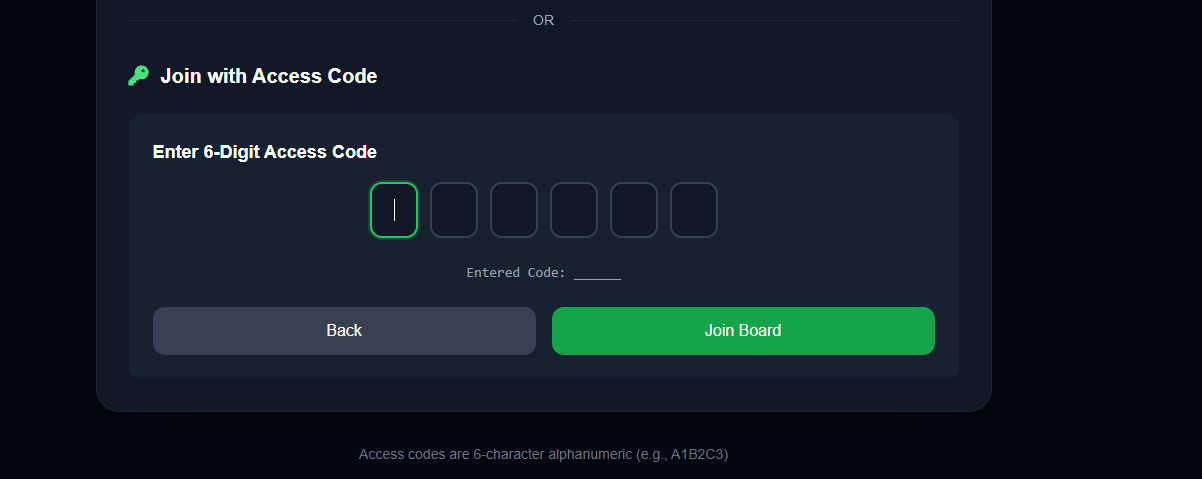 OR
Join with Access Code
Enter 6-Digit Access Code
Entered Code: ______
Back
Join Board
Access codes are 6-character alphanumeric (e.g., A1B2C3)